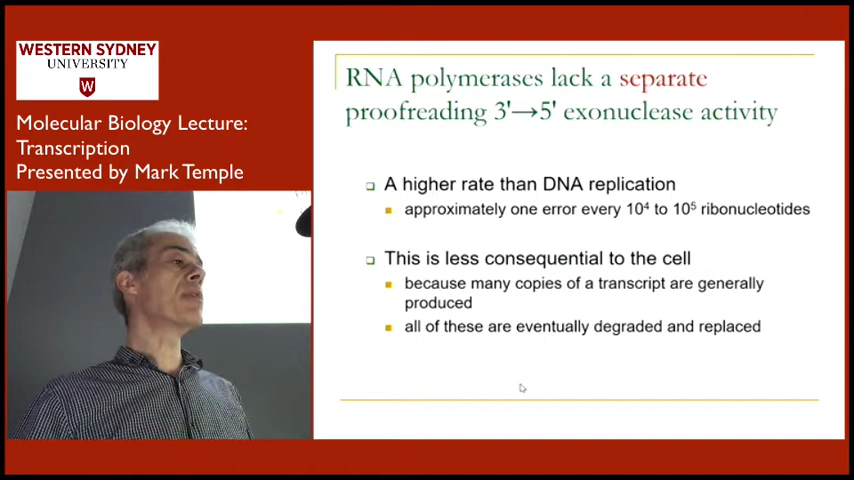 WESTERN SYDNEY
UNIVERSITY
W
Molecular Biology Lecture:
Transcription
Presented by Mark Temple
RNA polymerases lack a separate
proofreading 3'→5' exonuclease activity
A higher rate than DNA replication
approximately one error every 10⁴ to 10⁵ ribonucleotides
This is less consequential to the cell
because many copies of a transcript are generally
produced
all of these are eventually degraded and replaced